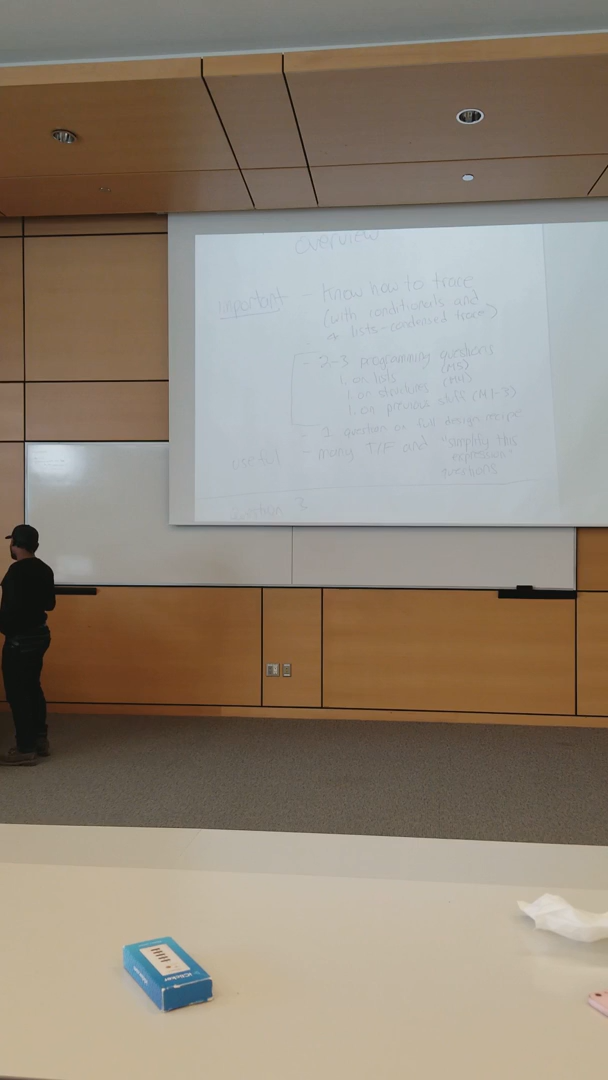 overview
important - Know how to trace
(with conditionals and
lists-condensed trace)
- 2-3 programming questions
1. on lists (M5)
1. on structures (M4)
1. on previous stuff (M1-3)
- 1 question on full design recipe
useful - many T/F and "simplify this
expression"
questions
question 3
iClicker